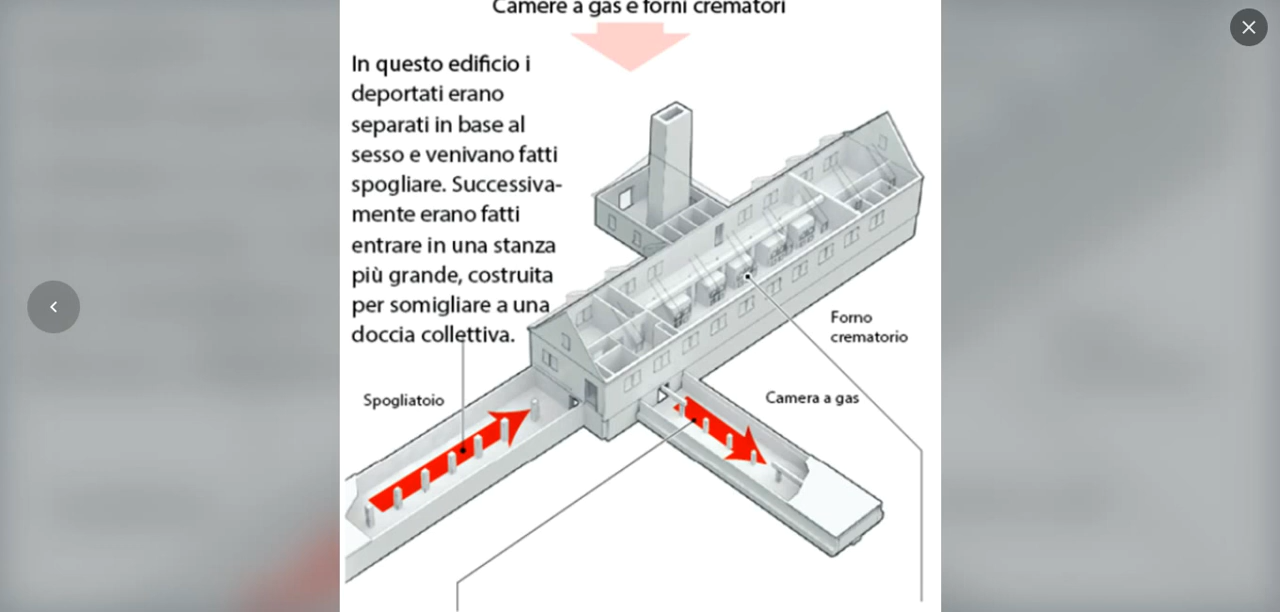 Camere a gas e forni crematori
In questo edificio i
deportati erano
separati in base al
sesso e venivano fatti
spogliare. Successiva-
mente erano fatti
entrare in una stanza
più grande, costruita
per somigliare a una
doccia collettiva.
Forno
crematorio
Camera a gas
Spogliatoio